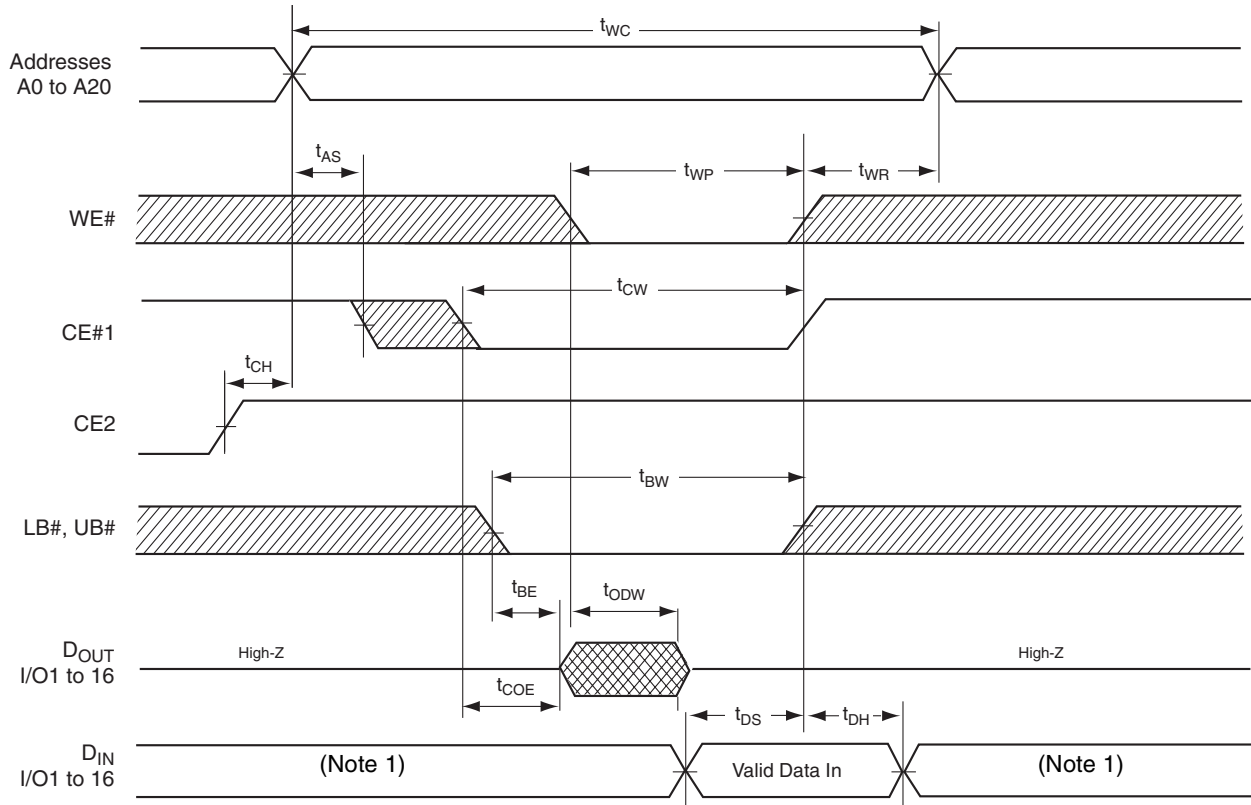 tWC
Addresses
A0 to A20
tAS
tWP
tWR
WE#
tCW
CE#1
tCH
CE2
tBW
LB#, UB#
tBE
tODW
DOUT
I/O1 to 16
High-Z
High-Z
tCOE
tDS
tDH
DIN
I/O1 to 16
(Note 1)
Valid Data In
(Note 1)